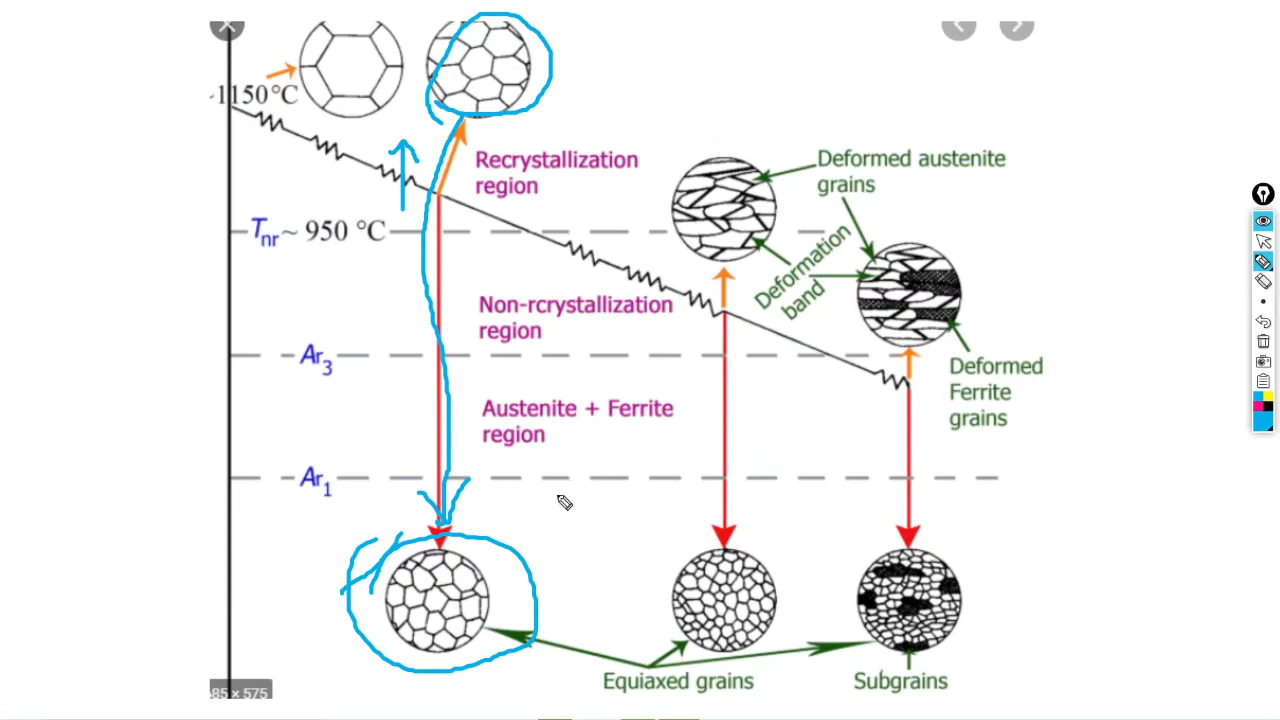 ~1150 °C
Recrystallization
region
Deformed austenite
grains
Tnr ~ 950 °C
Deformation
band
Non-rcrystallization
region
Ar3
Deformed
Ferrite
grains
Austenite + Ferrite
region
Ar1
Equiaxed grains
Subgrains
85 × 575